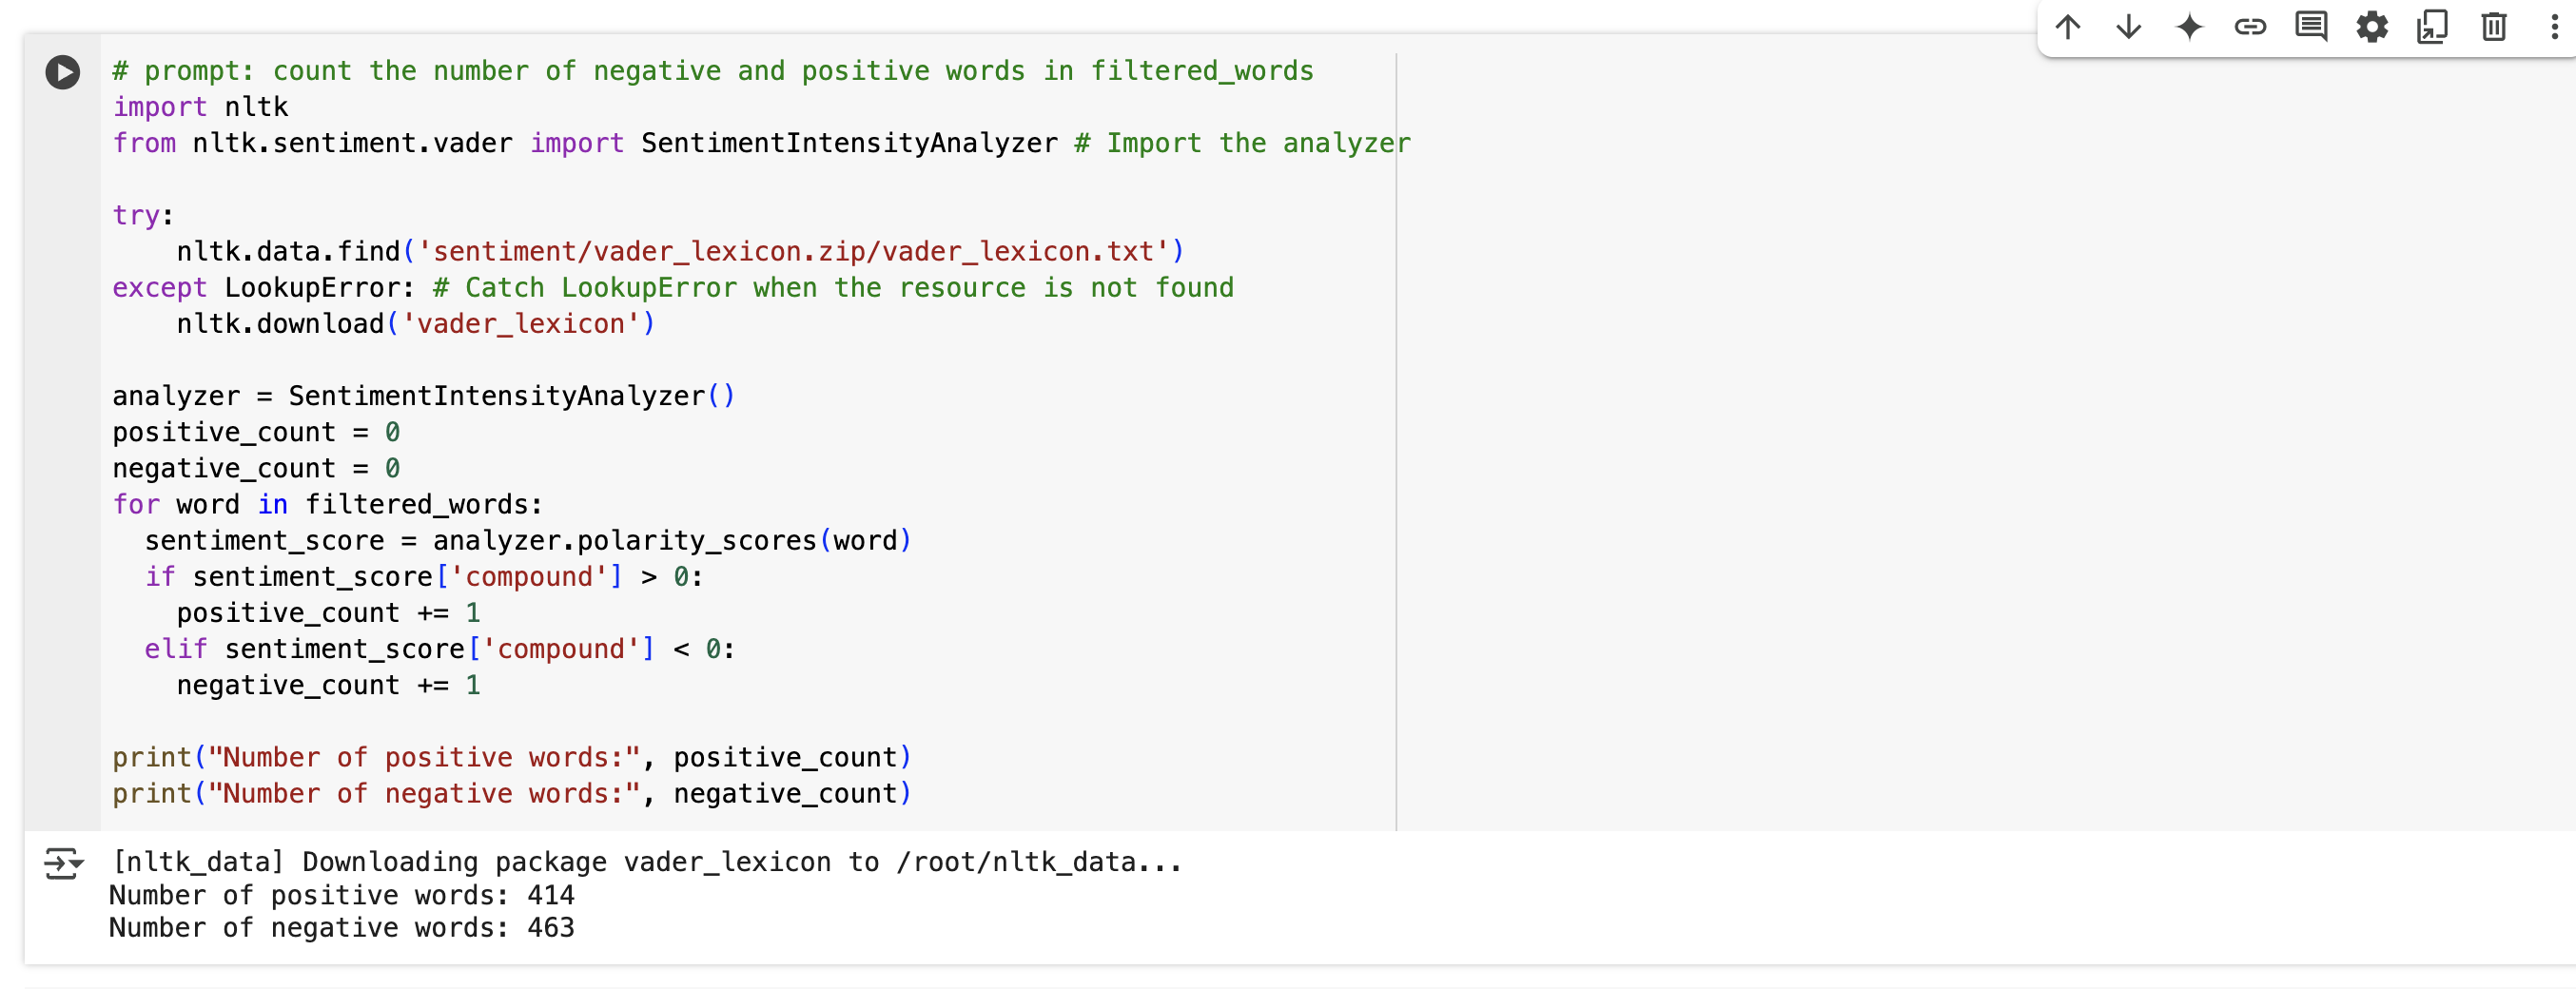 # prompt: count the number of negative and positive words in filtered_words
import nltk
from nltk.sentiment.vader import SentimentIntensityAnalyzer # Import the analyzer

try:
    nltk.data.find('sentiment/vader_lexicon.zip/vader_lexicon.txt')
except LookupError: # Catch LookupError when the resource is not found
    nltk.download('vader_lexicon')

analyzer = SentimentIntensityAnalyzer()
positive_count = 0
negative_count = 0
for word in filtered_words:
  sentiment_score = analyzer.polarity_scores(word)
  if sentiment_score['compound'] > 0:
    positive_count += 1
  elif sentiment_score['compound'] < 0:
    negative_count += 1

print("Number of positive words:", positive_count)
print("Number of negative words:", negative_count)
[nltk_data] Downloading package vader_lexicon to /root/nltk_data...
Number of positive words: 414
Number of negative words: 463